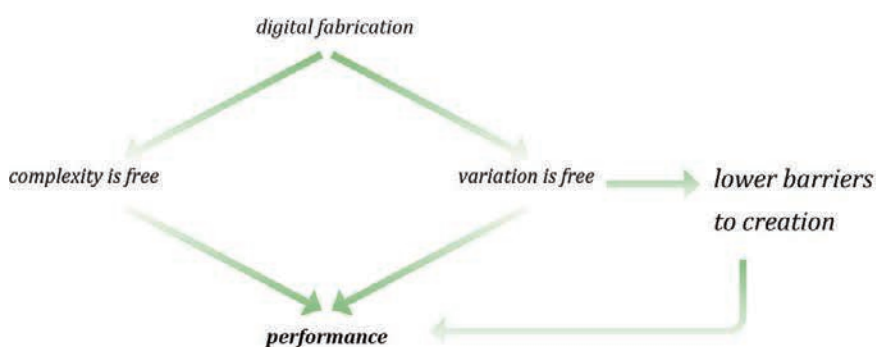 digital fabrication
complexity is free
variation is free
lower barriers
to creation
performance